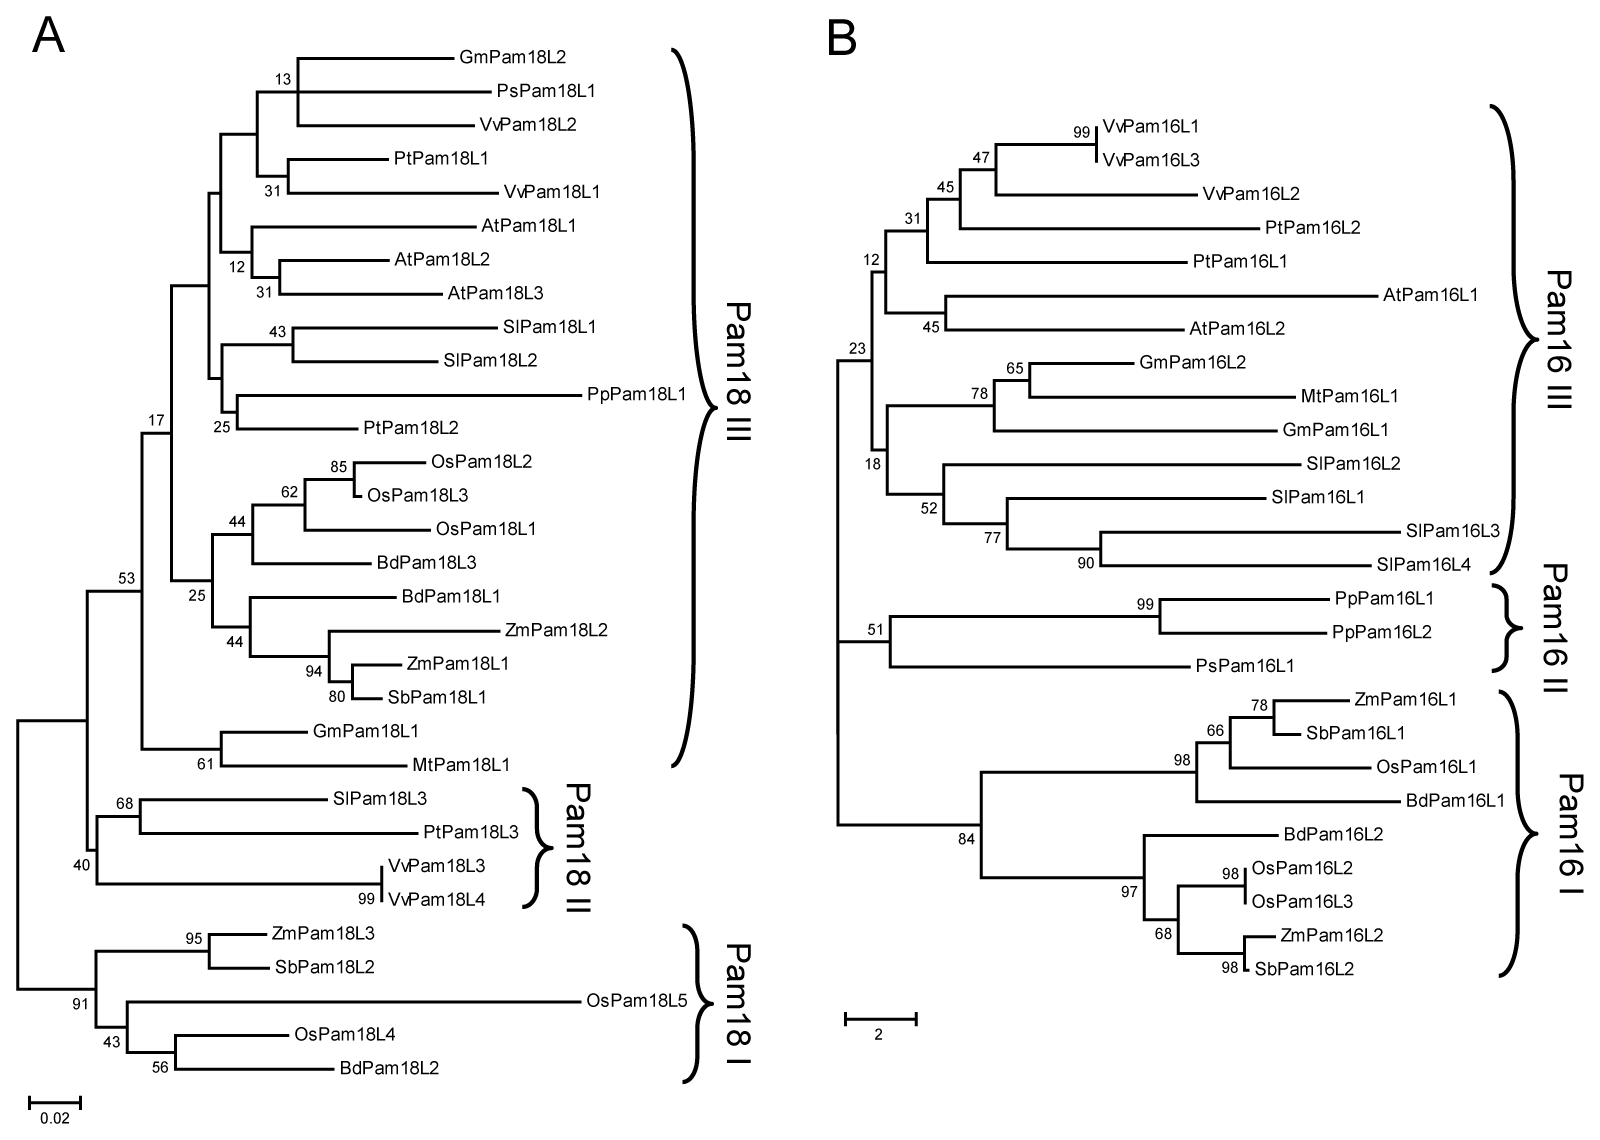 A
GmPam18L2
13
PsPam18L1
VvPam18L2
PtPam18L1
31
VvPam18L1
AtPam18L1
12
AtPam18L2
31
AtPam18L3
43
SlPam18L1
SlPam18L2
PpPam18L1
25
PtPam18L2
17
85
OsPam18L2
OsPam18L3
62
OsPam18L1
44
BdPam18L3
53
25
BdPam18L1
44
ZmPam18L2
94
ZmPam18L1
80
SbPam18L1
GmPam18L1
61
MtPam18L1
Pam18 III
68
SlPam18L3
PtPam18L3
40
VvPam18L3
99
VvPam18L4
Pam18 II
95
ZmPam18L3
SbPam18L2
91
OsPam18L5
43
OsPam18L4
56
BdPam18L2
Pam18 I
0.02
B
99
VvPam16L1
VvPam16L3
47
VvPam16L2
45
PtPam16L2
31
PtPam16L1
12
AtPam16L1
45
AtPam16L2
23
65
GmPam16L2
78
MtPam16L1
GmPam16L1
18
SlPam16L2
52
SlPam16L1
77
SlPam16L3
90
SlPam16L4
Pam16 III
99
PpPam16L1
51
PpPam16L2
PsPam16L1
Pam16 II
78
ZmPam16L1
66
SbPam16L1
98
OsPam16L1
BdPam16L1
84
BdPam16L2
97
98
OsPam16L2
OsPam16L3
68
ZmPam16L2
98
SbPam16L2
Pam16 I
2